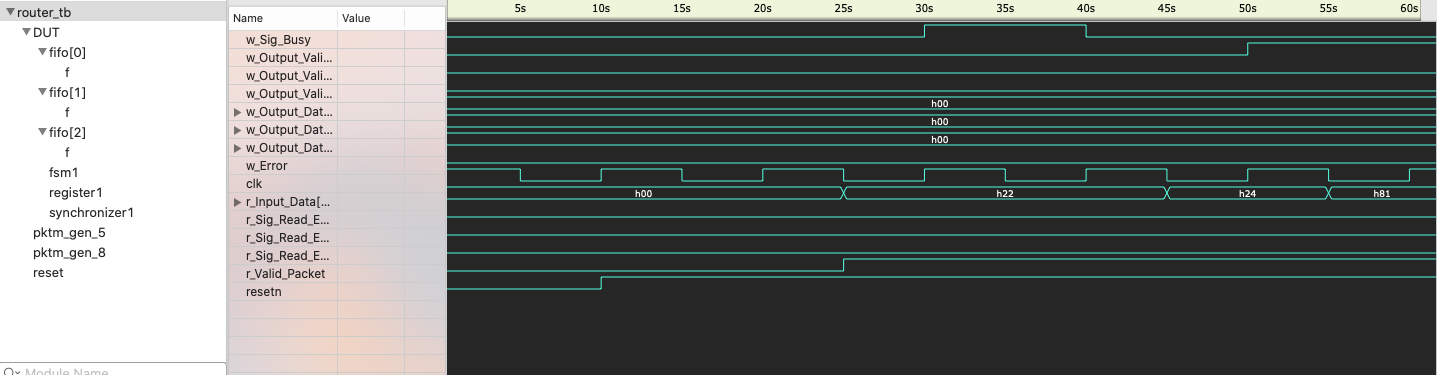 router_tb
DUT
fifo[0]
f
fifo[1]
f
fifo[2]
f
fsm1
register1
synchronizer1
pktm_gen_5
pktm_gen_8
reset
Module Name
Name Value
w_Sig_Busy
w_Output_Vali...
w_Output_Vali...
w_Output_Vali...
w_Output_Dat...
w_Output_Dat...
w_Output_Dat...
w_Error
clk
r_Input_Data[...
r_Sig_Read_E...
r_Sig_Read_E...
r_Sig_Read_E...
r_Valid_Packet
resetn
5s 10s 15s 20s 25s 30s 35s 40s 45s 50s 55s 60s
h00
h00
h00
h00 h22 h24 h81